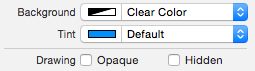 Background Clear Color
Tint Default
Drawing Opaque Hidden